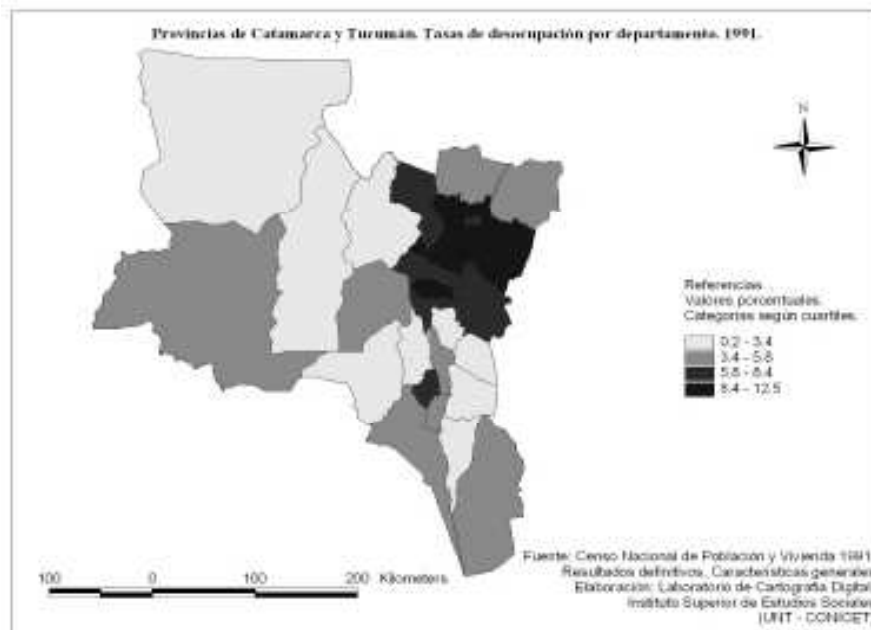 Provincias de Catamarca y Tucumán. Tasas de desocupación por departamento. 1991.
N
Referencias
Valores porcentuales.
Categorías según cuartiles.
0.2 - 3.4
3.4 - 5.8
5.8 - 8.4
8.4 - 12.5
100 0 100 200 Kilometers
Fuente: Censo Nacional de Población y Vivienda 1991
Resultados definitivos. Características generales
Elaboración: Laboratorio de Cartografía Digital
Instituto Superior de Estudios Sociales
(UNT - CONICET)